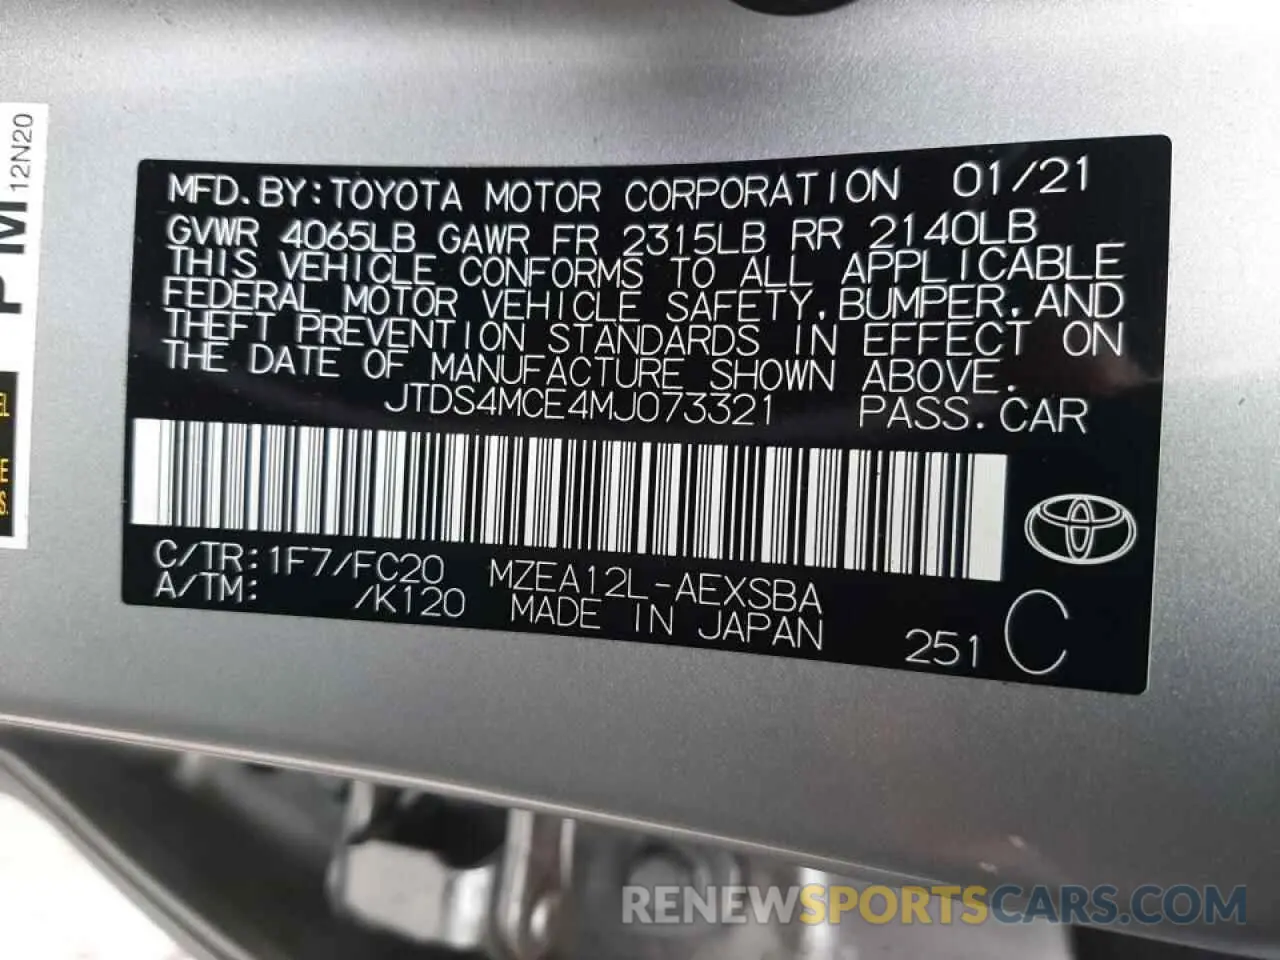 12N20
PM
EL
E
S.
MFD.BY:TOYOTA MOTOR CORPORATION 01/21
GVWR 4065LB GAWR FR 2315LB RR 2140LB
THIS VEHICLE CONFORMS TO ALL APPLICABLE
FEDERAL MOTOR VEHICLE SAFETY,BUMPER,AND
THEFT PREVENTION STANDARDS IN EFFECT ON
THE DATE OF MANUFACTURE SHOWN ABOVE.
JTDS4MCE4MJ073321 PASS.CAR
C/TR:1F7/FC20 MZEA12L-AEXSBA
A/TM: /K120 MADE IN JAPAN 251 C
RENEWSPORTSCARS.COM